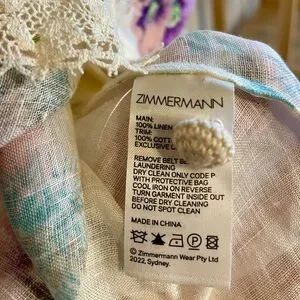 ZIMMERMANN
MAIN:
100% LINEN
TRIM:
100% COTT
EXCLUSIVE O
REMOVE BELT BE
LAUNDERING
DRY CLEAN ONLY CODE P
WITH PROTECTIVE BAG
COOL IRON ON REVERSE
TURN GARMENT INSIDE OUT
BEFORE DRY CLEANING
DO NOT SPOT CLEAN
MADE IN CHINA
© Zimmermann Wear Pty Ltd
2022, Sydney.